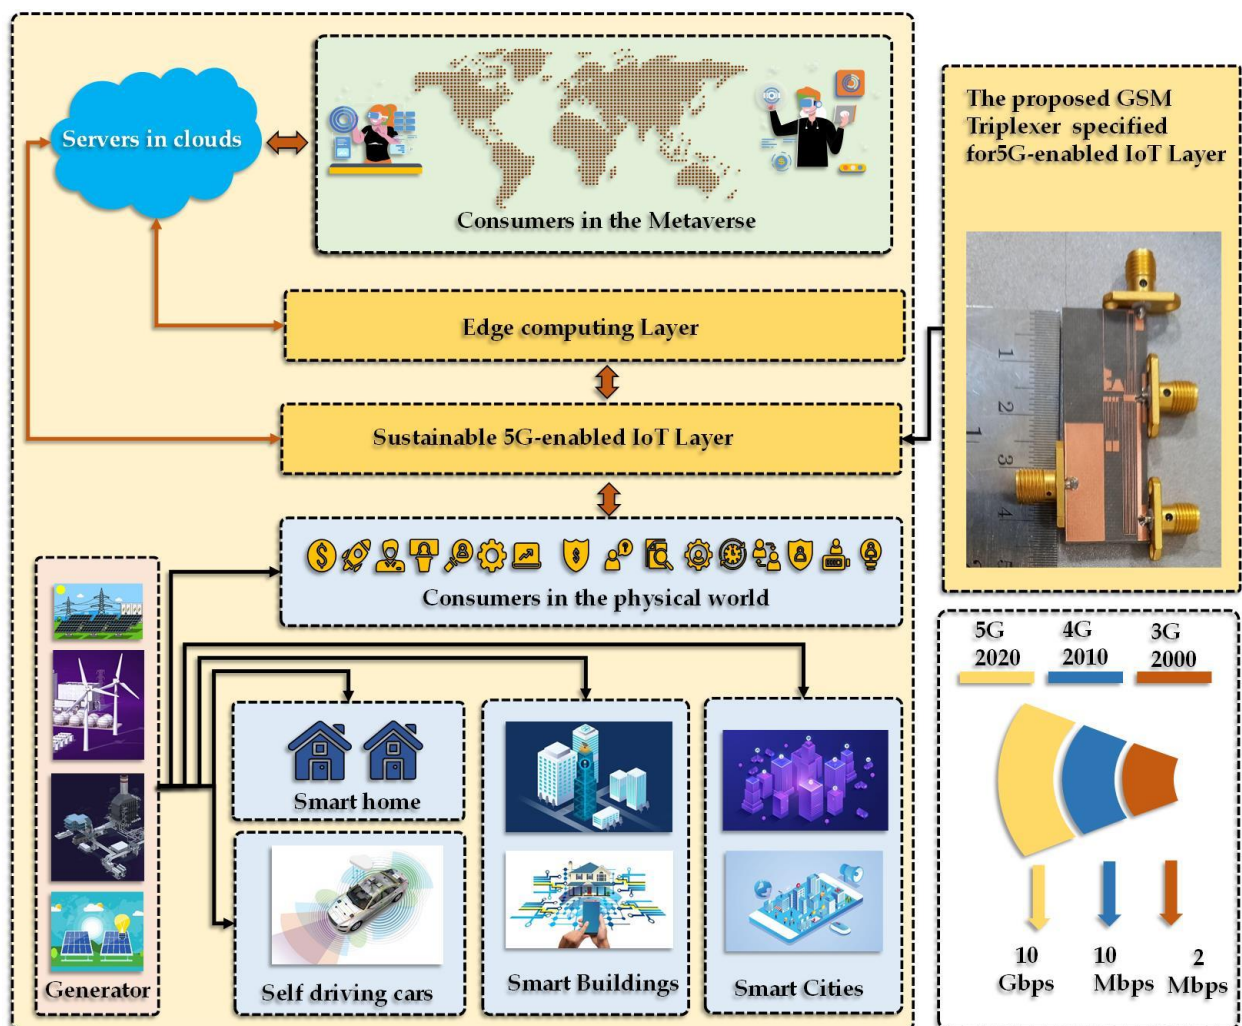 Servers in clouds
Consumers in the Metaverse
The proposed GSM
Triplexer specified
for5G-enabled IoT Layer
Edge computing Layer
Sustainable 5G-enabled IoT Layer
1
2
3
4
Consumers in the physical world
Generator
Smart home
Self driving cars
Smart Buildings
Smart Cities
5G
2020
4G
2010
3G
2000
10
Gbps
10
Mbps
2
Mbps